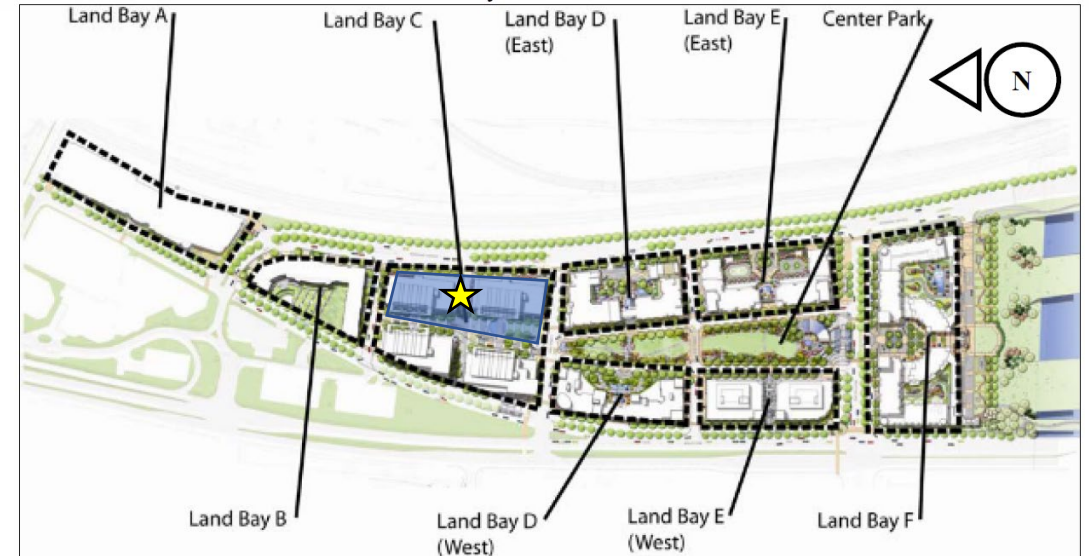 Land Bay A
Land Bay C
Land Bay D
(East)
Land Bay E
(East)
Center Park
N
Land Bay B
Land Bay D
(West)
Land Bay E
(West)
Land Bay F